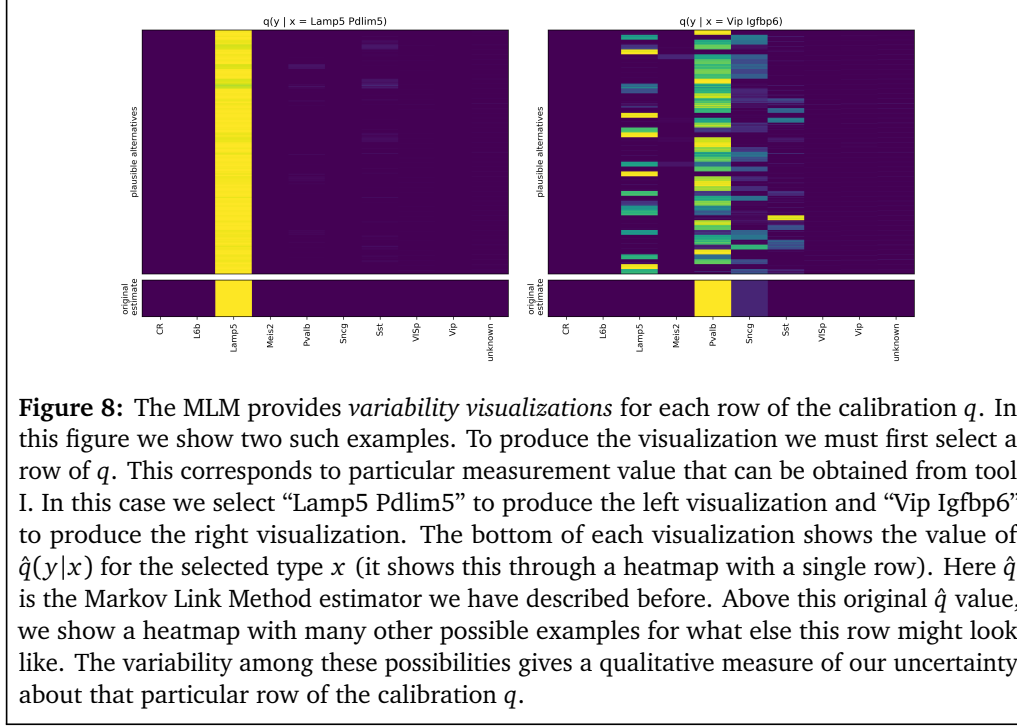 q(y | x = Lamp5 Pdlim5)
q(y | x = Vip Igfbp6)
plausible alternatives
plausible alternatives
original
estimate
original
estimate
CR
L6b
Lamp5
Meis2
Pvalb
Sncg
Sst
VISp
Vip
unknown
CR
L6b
Lamp5
Meis2
Pvalb
Sncg
Sst
VISp
Vip
unknown
Figure 8: The MLM provides variability visualizations for each row of the calibration q. In
this figure we show two such examples. To produce the visualization we must first select a
row of q. This corresponds to particular measurement value that can be obtained from tool
I. In this case we select “Lamp5 Pdlim5” to produce the left visualization and “Vip Igfbp6”
to produce the right visualization. The bottom of each visualization shows the value of
q̂(y|x) for the selected type x (it shows this through a heatmap with a single row). Here q̂
is the Markov Link Method estimator we have described before. Above this original q̂ value,
we show a heatmap with many other possible examples for what else this row might look
like. The variability among these possibilities gives a qualitative measure of our uncertainty
about that particular row of the calibration q.